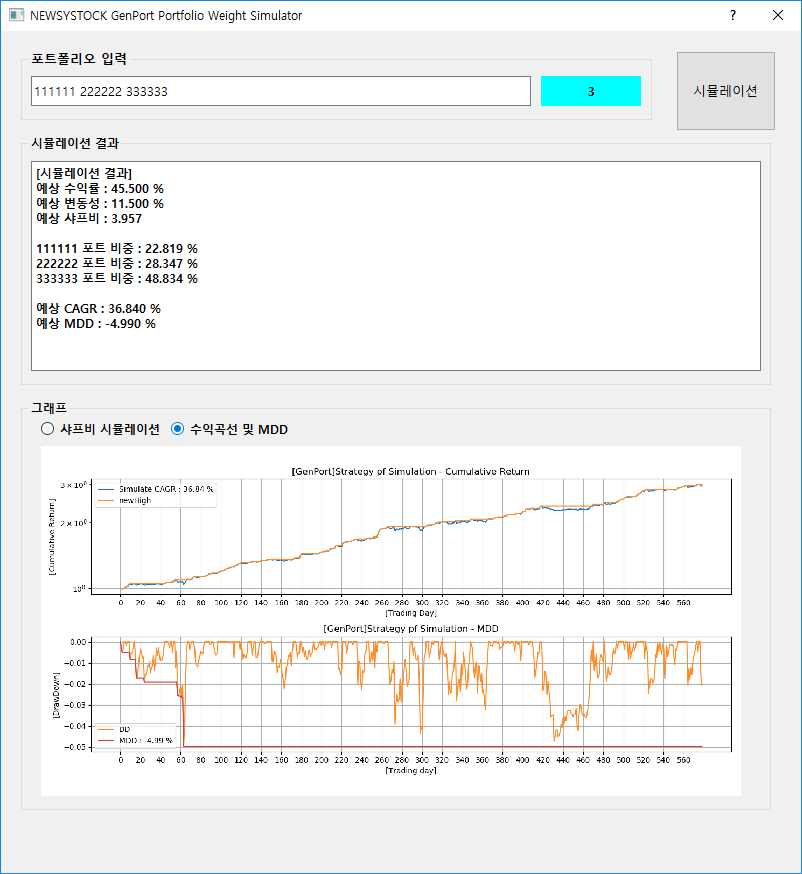 NEWSYSTOCK GenPort Portfolio Weight Simulator ?
포트폴리오 입력
111111 222222 333333 3 시뮬레이션
시뮬레이션 결과
[시뮬레이션 결과]
예상 수익률 : 45.500 %
예상 변동성 : 11.500 %
예상 샤프비 : 3.957
111111 포트 비중 : 22.819 %
222222 포트 비중 : 28.347 %
333333 포트 비중 : 48.834 %
예상 CAGR : 36.840 %
예상 MDD : -4.990 %
그래프
샤프비 시뮬레이션 수익곡선 및 MDD
[GenPort]Strategy pf Simulation - Cumulative Return
Simulate CAGR : 36.84 %
newHigh
[Cumulative Return]
3 × 10⁰
2 × 10⁰
10⁰
0 20 40 60 80 100 120 140 160 180 200 220 240 260 280 300 320 340 360 380 400 420 440 460 480 500 520 540 560
[Trading Day]
[GenPort]Strategy pf Simulation - MDD
[DrawDown]
0.00
−0.01
−0.02
−0.03
−0.04
−0.05
DD
MDD : -4.99 %
0 20 40 60 80 100 120 140 160 180 200 220 240 260 280 300 320 340 360 380 400 420 440 460 480 500 520 540 560
[Trading day]